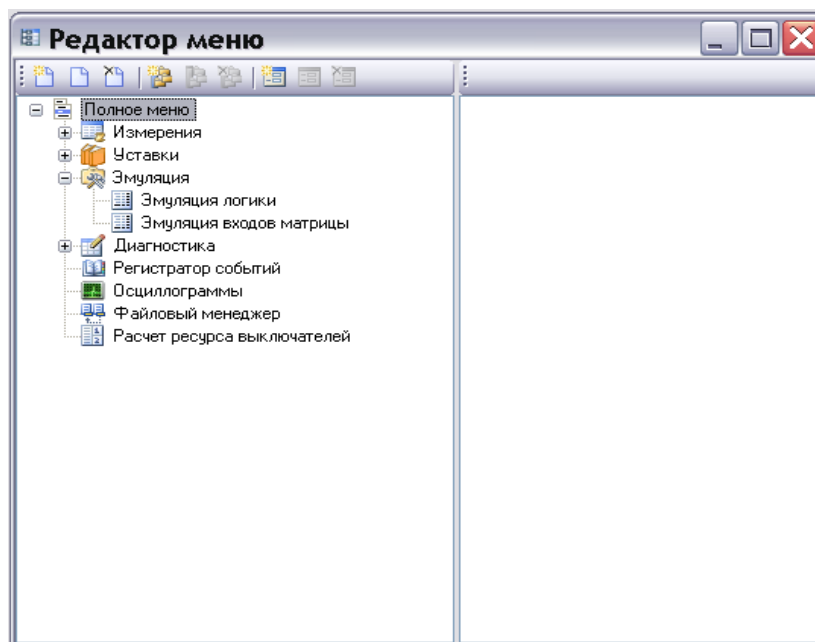 Редактор меню
Полное меню
Измерения
Уставки
Эмуляция
Эмуляция логики
Эмуляция входов матрицы
Диагностика
Регистратор событий
Осциллограммы
Файловый менеджер
Расчет ресурса выключателей